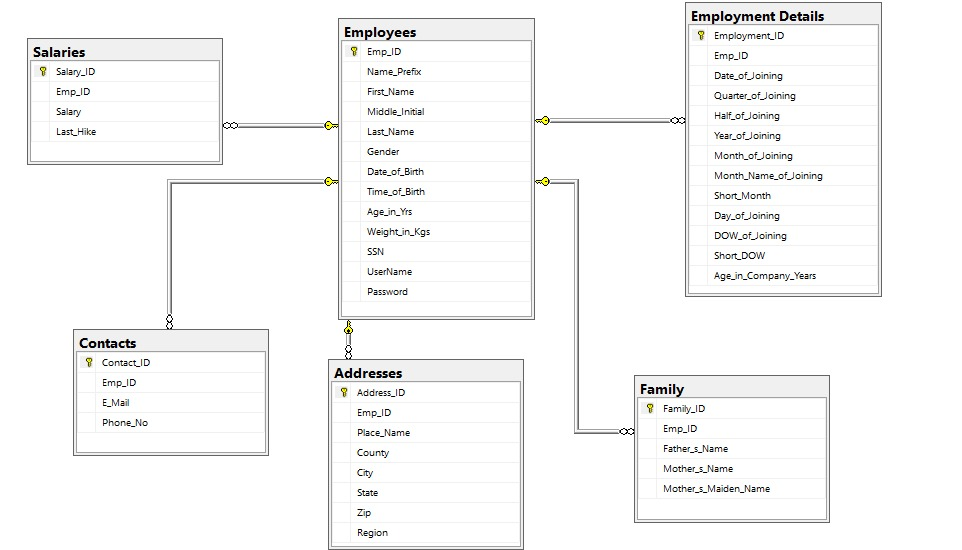 Salaries
Salary_ID
Emp_ID
Salary
Last_Hike
Employees
Emp_ID
Name_Prefix
First_Name
Middle_Initial
Last_Name
Gender
Date_of_Birth
Time_of_Birth
Age_in_Yrs
Weight_in_Kgs
SSN
UserName
Password
Employment Details
Employment_ID
Emp_ID
Date_of_Joining
Quarter_of_Joining
Half_of_Joining
Year_of_Joining
Month_of_Joining
Month_Name_of_Joining
Short_Month
Day_of_Joining
DOW_of_Joining
Short_DOW
Age_in_Company_Years
Contacts
Contact_ID
Emp_ID
E_Mail
Phone_No
Addresses
Address_ID
Emp_ID
Place_Name
County
City
State
Zip
Region
Family
Family_ID
Emp_ID
Father_s_Name
Mother_s_Name
Mother_s_Maiden_Name